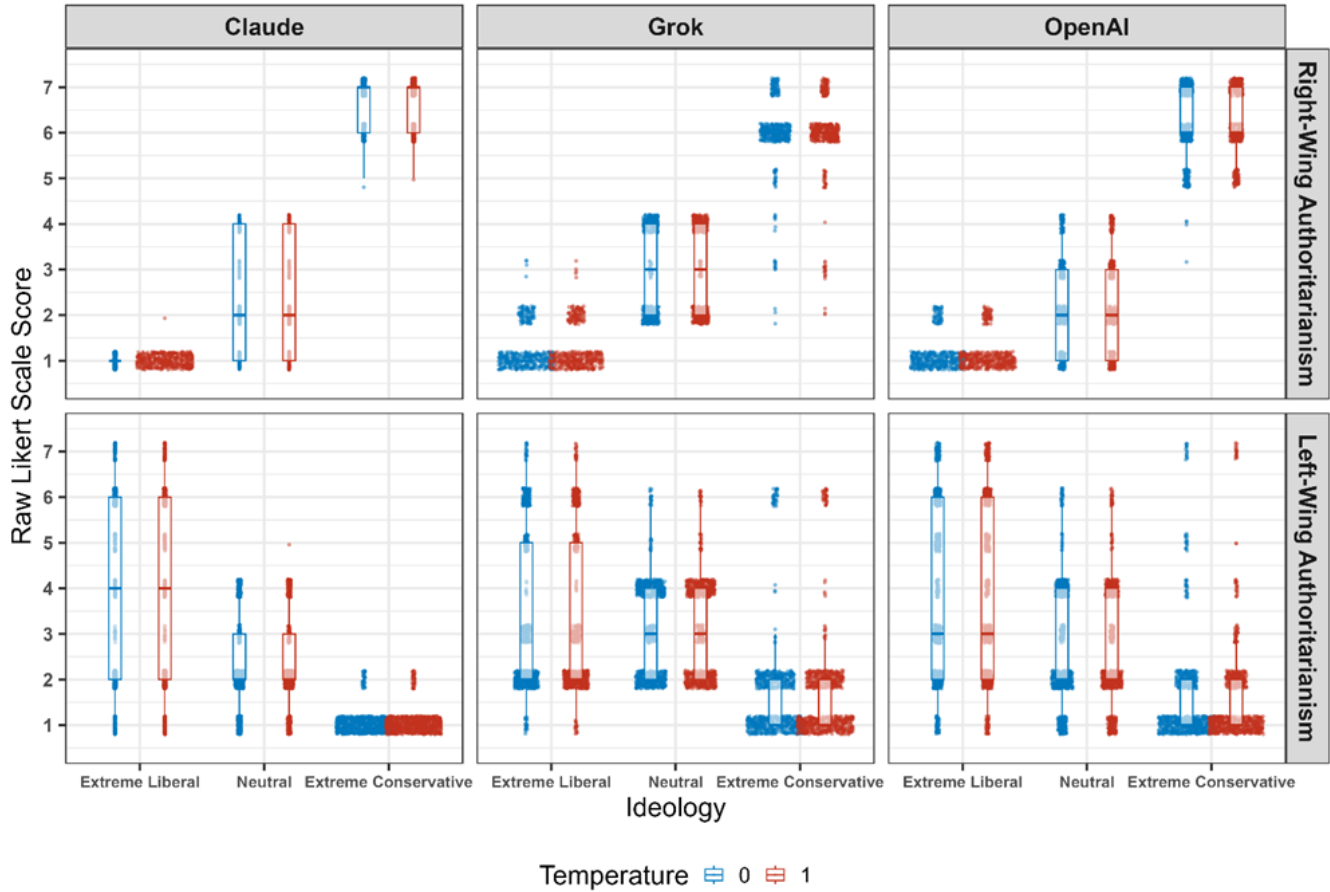 Claude
Grok
OpenAI
Right-Wing Authoritarianism
Left-Wing Authoritarianism
Raw Likert Scale Score
7
6
5
4
3
2
1
7
6
5
4
3
2
1
Extreme Liberal Neutral Extreme Conservative
Extreme Liberal Neutral Extreme Conservative
Extreme Liberal Neutral Extreme Conservative
Ideology
Temperature 0 1